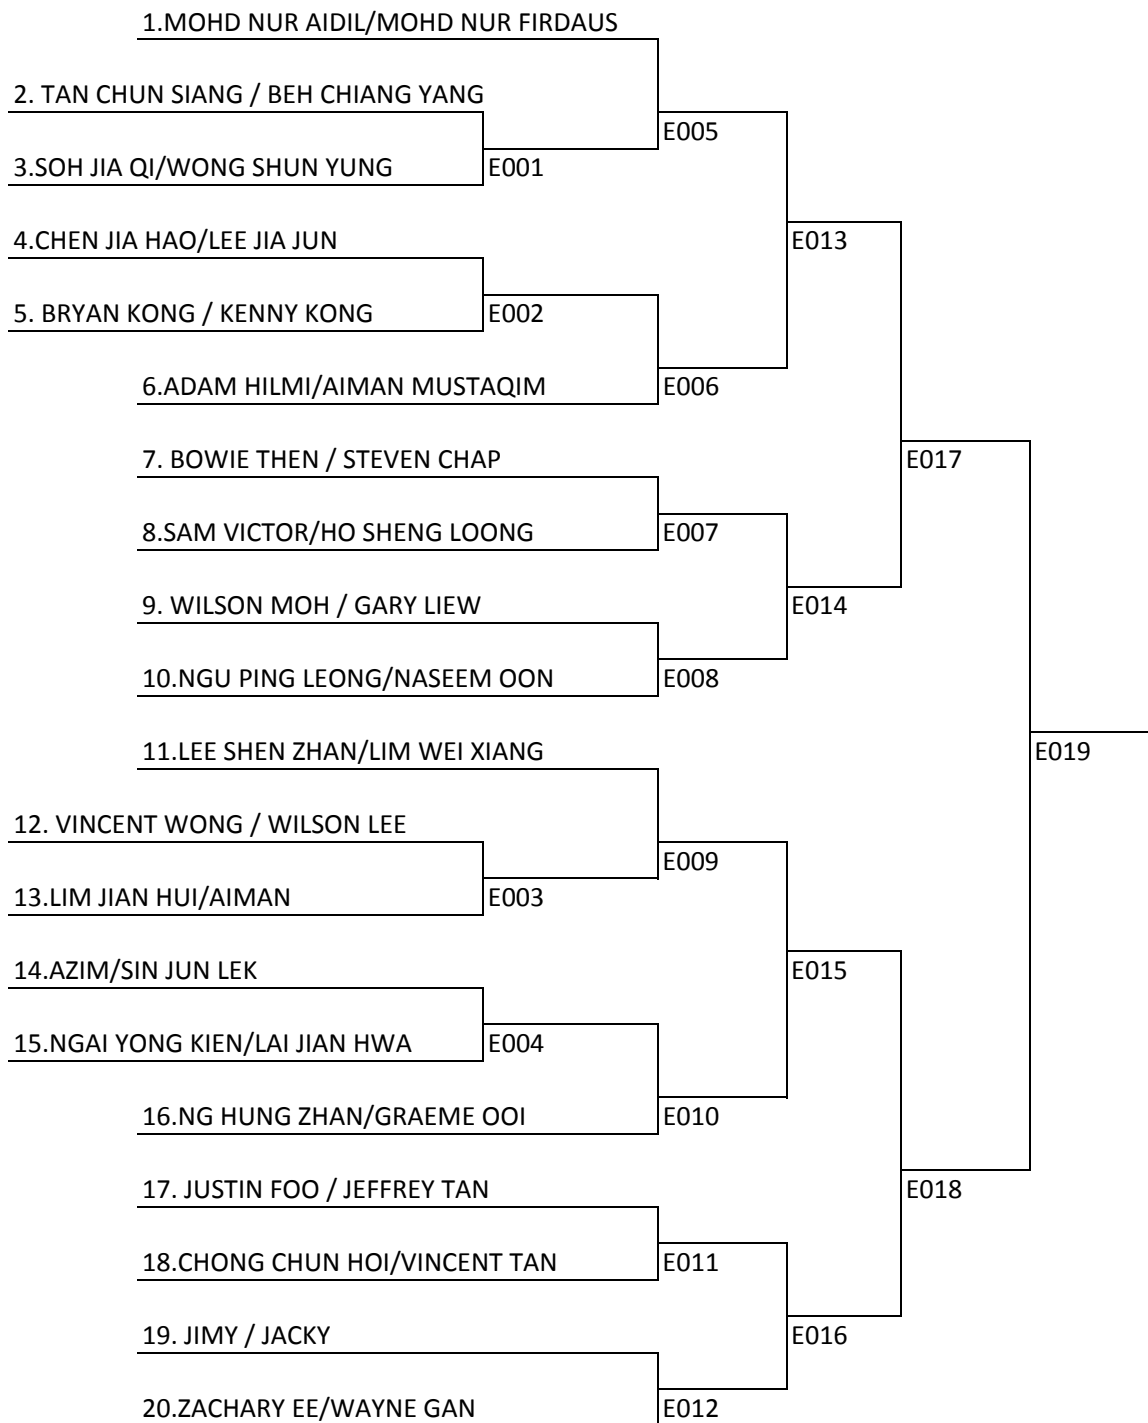 1.MOHD NUR AIDIL/MOHD NUR FIRDAUS
2. TAN CHUN SIANG / BEH CHIANG YANG
E005
3.SOH JIA QI/WONG SHUN YUNG
E001
4.CHEN JIA HAO/LEE JIA JUN
E013
5. BRYAN KONG / KENNY KONG
E002
6.ADAM HILMI/AIMAN MUSTAQIM
E006
7. BOWIE THEN / STEVEN CHAP
E017
8.SAM VICTOR/HO SHENG LOONG
E007
9. WILSON MOH / GARY LIEW
E014
10.NGU PING LEONG/NASEEM OON
E008
11.LEE SHEN ZHAN/LIM WEI XIANG
E019
12. VINCENT WONG / WILSON LEE
E009
13.LIM JIAN HUI/AIMAN
E003
14.AZIM/SIN JUN LEK
E015
15.NGAI YONG KIEN/LAI JIAN HWA
E004
16.NG HUNG ZHAN/GRAEME OOI
E010
17. JUSTIN FOO / JEFFREY TAN
E018
18.CHONG CHUN HOI/VINCENT TAN
E011
19. JIMY / JACKY
E016
20.ZACHARY EE/WAYNE GAN
E012